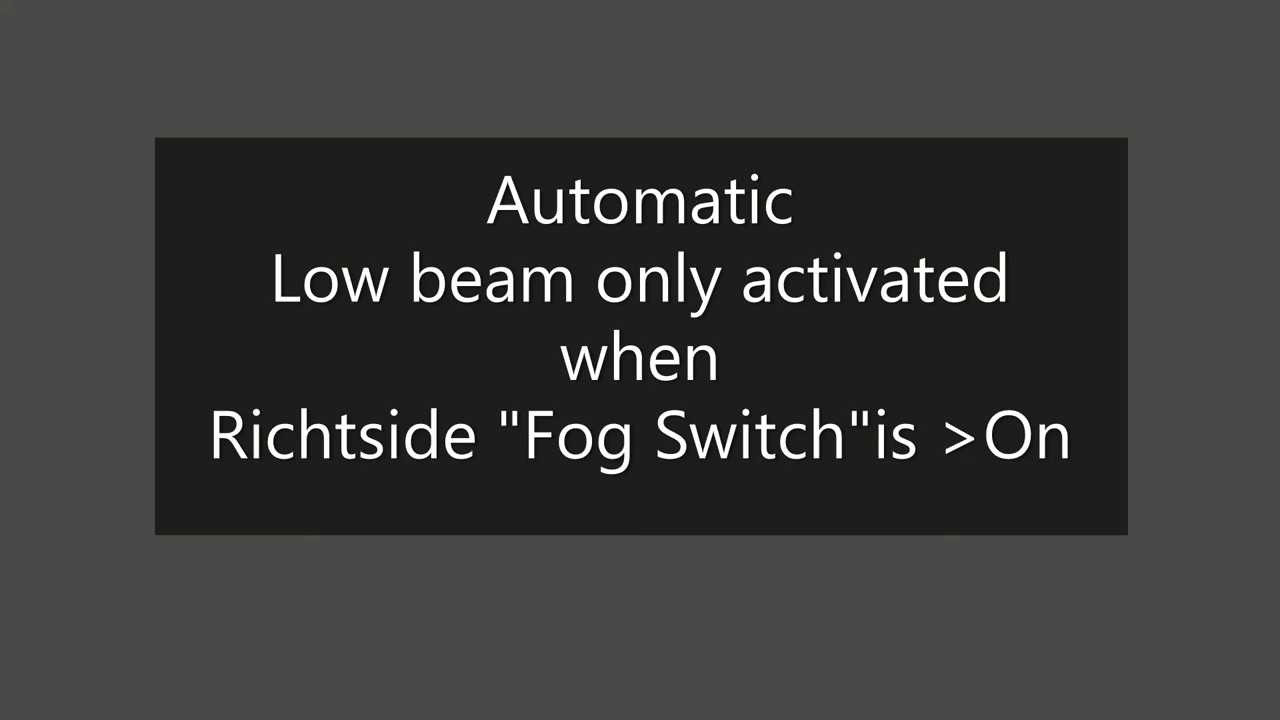 Automatic
Low beam only activated
when
Richtside "Fog Switch"is >On